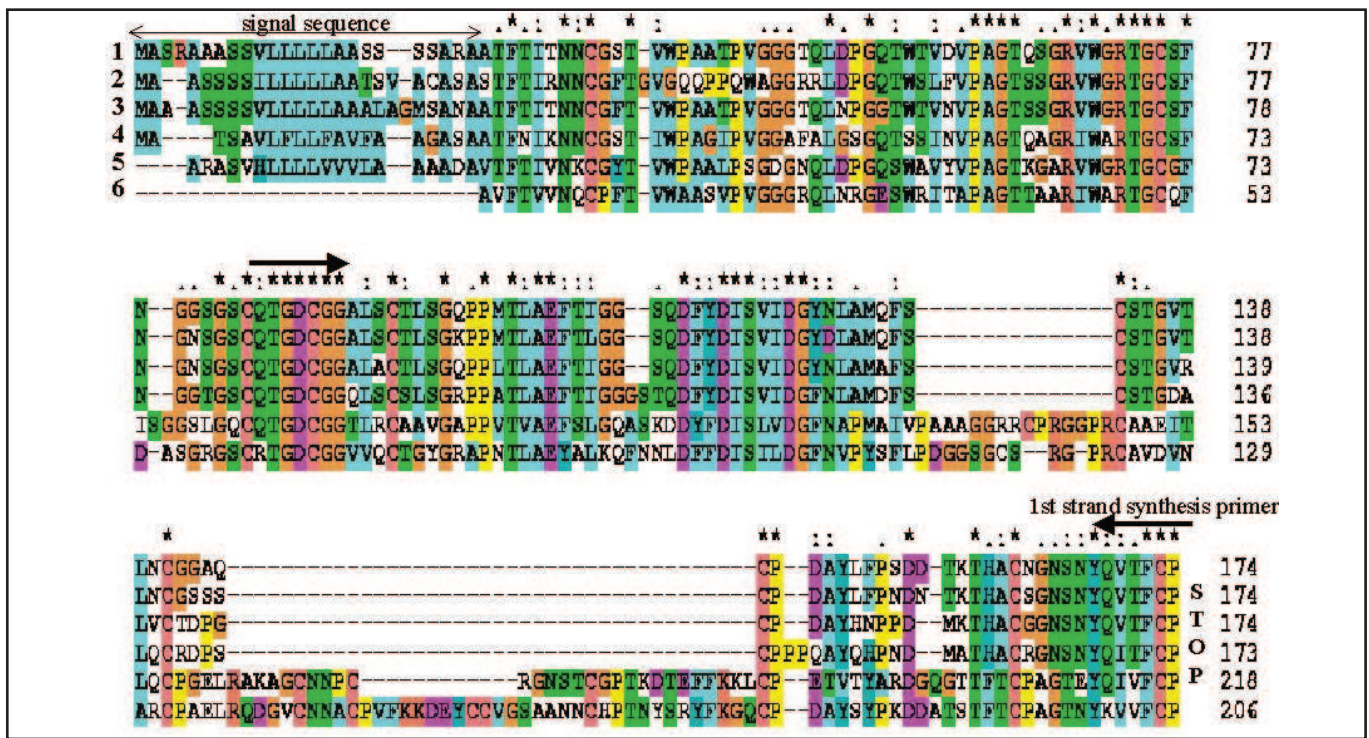 signal sequence
* . : * : * . * : * : . : **** . ** . **** *
1 MASRAAASSVLLLLLAASS--SSARAATFTITNNCGST-VWPAATPVGGGTQLDPGQTWTVDVPAGTQSGRVWGRTGCSF 77
2 MA--ASSSSILLLLLAATSV-ACASASTFTIRNNCGFTGVGQQPPQWAGGRRLDPGQTWSLFVPAGTSSGRVWGRTGCSF 77
3 MAA-ASSSSVLLLLLAAALAGMSANAATFTITNNCGFT-VWPAATPVGGGTQLNPGGTWTVNVPAGTSSGRVWGRTGCSF 78
4 MA----TSAVLFLLFAVFA--AGASAATFNIKNNCGST-IWPAGIPVGGAFALGSGQTSSINVPAGTQAGRIWARTGCSF 73
5 ----ARASVHLLLLVVVLA--AAADAVTFTIVNKCGYT-VWPAALPSGDGNQLDPGQSWAVYVPAGTKGARVWGRTGCGF 73
6 ---------------------------AVFTVVNQCPFT-VWAASVPVGGGRQLNRGESWRITAPAGTTAARIWARTGCQF 53
. . * . * : ****** . : * : . * . * . * : ** : : : * : . *** : ** : . : . : * : .
N--GGSGSCQTGDCGGALSCTLSGQPPMTLAEFTIGG--SQDFYDISVIDGYNLAMQFS---------------CSTGVT 138
N--GNSGSCQTGDCGGALSCTLSGKPPMTLAEFTLGG--SQDFYDISVIDGYDLAMQFS---------------CSTGVT 138
N--GNSGSCQTGDCGGALACTLSGQPPLTLAEFTIGG--SQDFYDISVIDGYNLAMAFS---------------CSTGVR 139
N--GGTGSCQTGDCGGQLSCSLSGRPPATLAEFTIGGGSTQDFYDISVIDGFNLAMDFS---------------CSTGDA 136
ISGGSLGQCQTGDCGGTLRCAAVGAPPVTVAEFSLGQASKDDYFDISLVDGFNAPMAIVPAAAGGRRCPRGGPRCAAEIT 153
D-ASGRGSCRTGDCGGVVQCTGYGRAPNTLAEYALKQFNNLDFFDISILDGFNVPYSFLPDGGSGCS--RG-PRCAVDVN 129
1st strand synthesis primer
* ** : : . * * . : * . . : : * : : . ***
LNCGGAQ----------------------------------------CP--DAYLFPSDD-TKTHACNGNSNYQVTFCP 174
LNCGSSS----------------------------------------CP--DAYLFPNDN-TKTHACSGNSNYQVTFCP S 174
LVCTDPG----------------------------------------CP--DAYHNPPD--MKTHACGGNSNYQVTFCP T 174
LQCRDPS----------------------------------------CPPPQAYQHPND--MATHACRGNSNYQITFCP O 173
LQCPGELRAKAGCNNPC------------RGNSTCGPTKDTEFFKKLCP--ETVTYARDGQGTTFTCPAGTEYQIVFCP P 218
ARCPAELRQDGVCNNACPVFKKDEYCCVGSAANNCHPTNYSRYFKGQCP--DAYSYPKDDATSTFTCPAGTNYKVVFCP 206